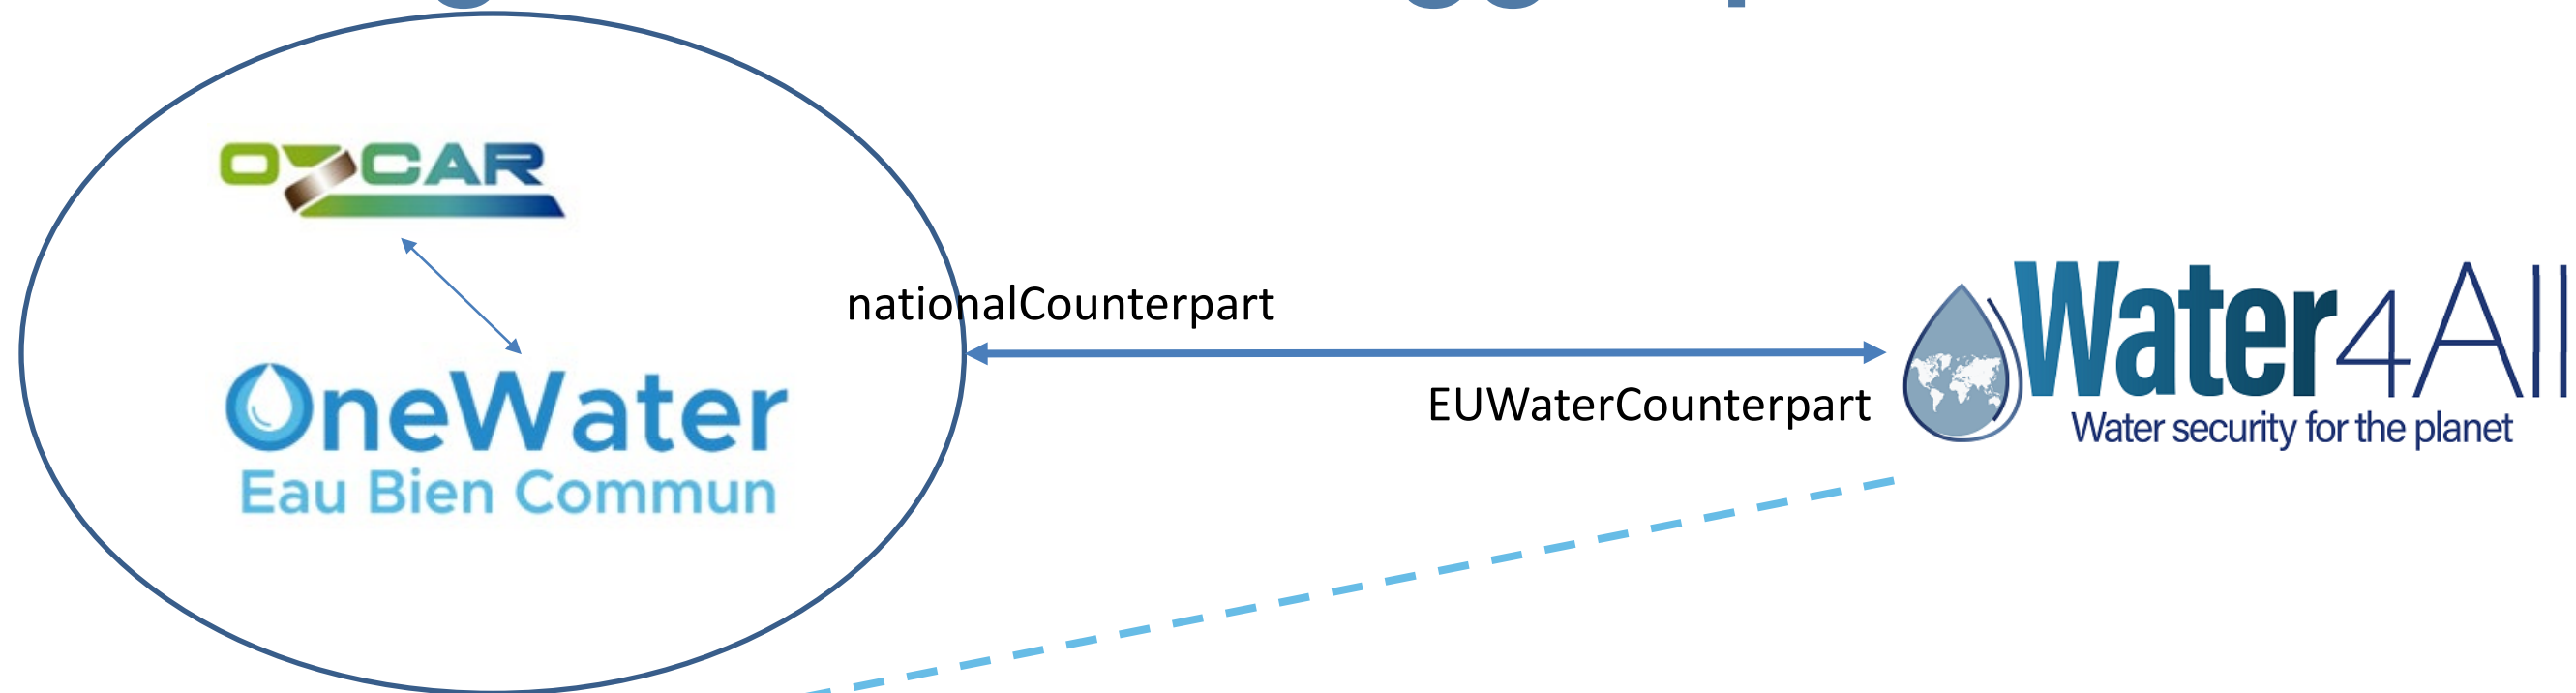 OZCAR
nationalCounterpart
OneWater
Eau Bien Commun
EUWaterCounterpart
Water4All
Water security for the planet